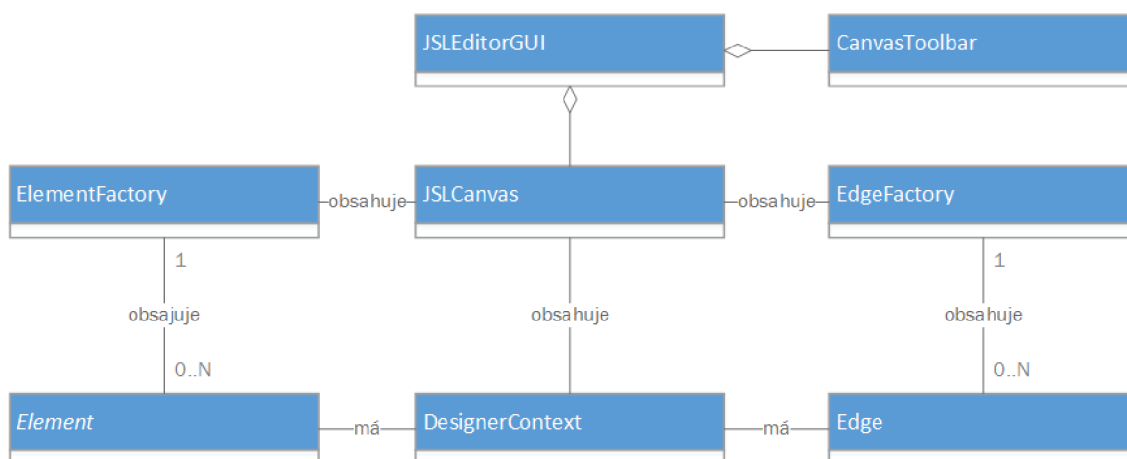 JSLEditorGUI
CanvasToolbar
ElementFactory
obsahuje
JSLCanvas
obsahuje
EdgeFactory
1
1
obsajuje
obsahuje
obsahuje
0..N
0..N
Element
má
DesignerContext
má
Edge